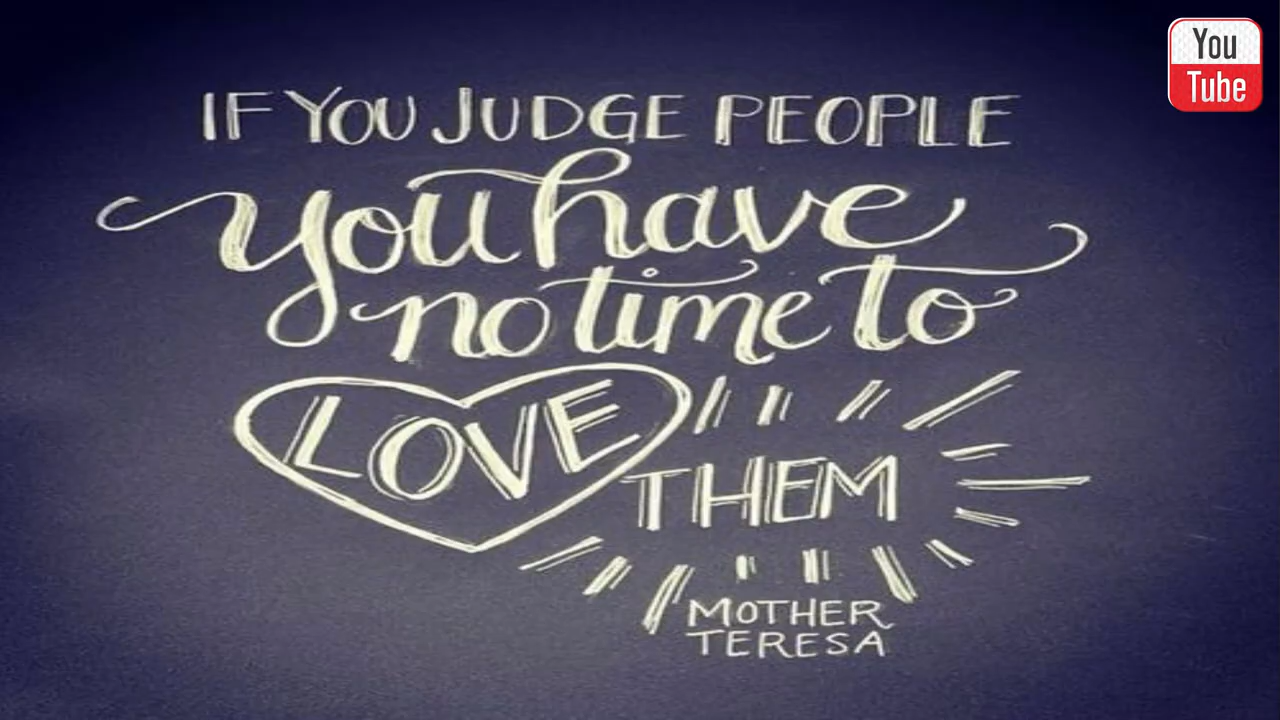 You
Tube
IF YOU JUDGE PEOPLE
you have
no time to
LOVE
THEM
MOTHER
TERESA